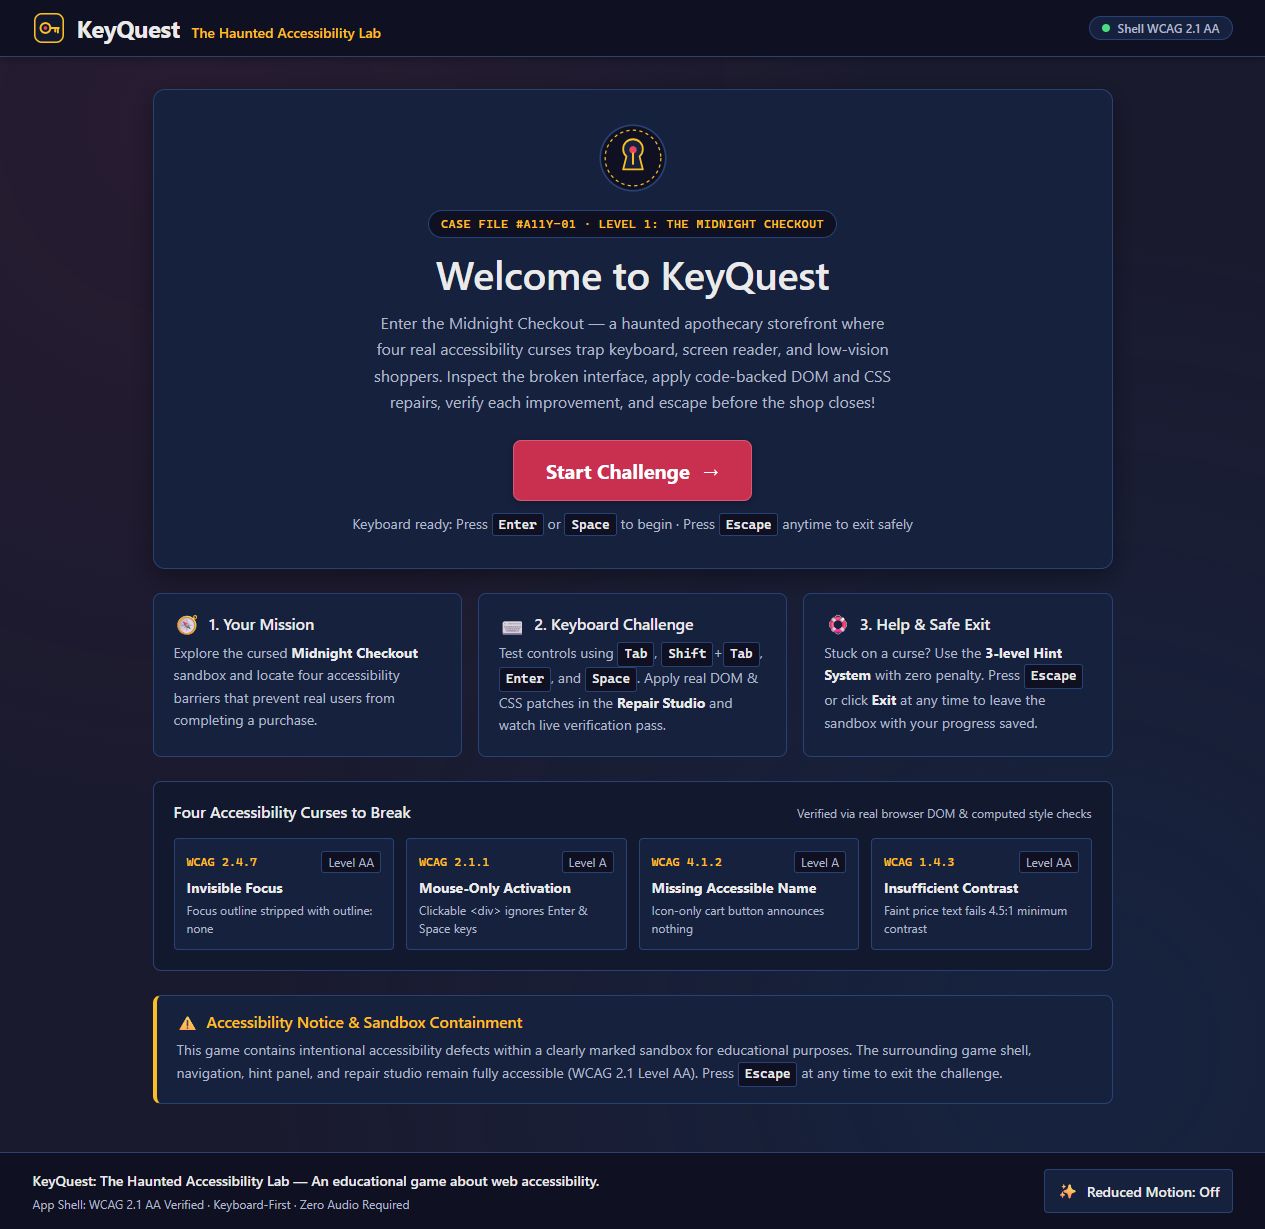 KeyQuest The Haunted Accessibility Lab
Shell WCAG 2.1 AA
CASE FILE #A11Y-01 · LEVEL 1: THE MIDNIGHT CHECKOUT
Welcome to KeyQuest
Enter the Midnight Checkout — a haunted apothecary storefront where
four real accessibility curses trap keyboard, screen reader, and low-vision
shoppers. Inspect the broken interface, apply code-backed DOM and CSS
repairs, verify each improvement, and escape before the shop closes!
Start Challenge →
Keyboard ready: Press Enter or Space to begin · Press Escape anytime to exit safely
1. Your Mission
Explore the cursed Midnight Checkout
sandbox and locate four accessibility
barriers that prevent real users from
completing a purchase.
2. Keyboard Challenge
Test controls using Tab, Shift+Tab,
Enter, and Space. Apply real DOM &
CSS patches in the Repair Studio and
watch live verification pass.
3. Help & Safe Exit
Stuck on a curse? Use the 3-level Hint
System with zero penalty. Press Escape
or click Exit at any time to leave the
sandbox with your progress saved.
Four Accessibility Curses to Break
Verified via real browser DOM & computed style checks
WCAG 2.4.7 Level AA
Invisible Focus
Focus outline stripped with outline:
none
WCAG 2.1.1 Level A
Mouse-Only Activation
Clickable <div> ignores Enter &
Space keys
WCAG 4.1.2 Level A
Missing Accessible Name
Icon-only cart button announces
nothing
WCAG 1.4.3 Level AA
Insufficient Contrast
Faint price text fails 4.5:1 minimum
contrast
Accessibility Notice & Sandbox Containment
This game contains intentional accessibility defects within a clearly marked sandbox for educational purposes. The surrounding game shell,
navigation, hint panel, and repair studio remain fully accessible (WCAG 2.1 Level AA). Press Escape at any time to exit the challenge.
KeyQuest: The Haunted Accessibility Lab — An educational game about web accessibility.
App Shell: WCAG 2.1 AA Verified · Keyboard-First · Zero Audio Required
Reduced Motion: Off